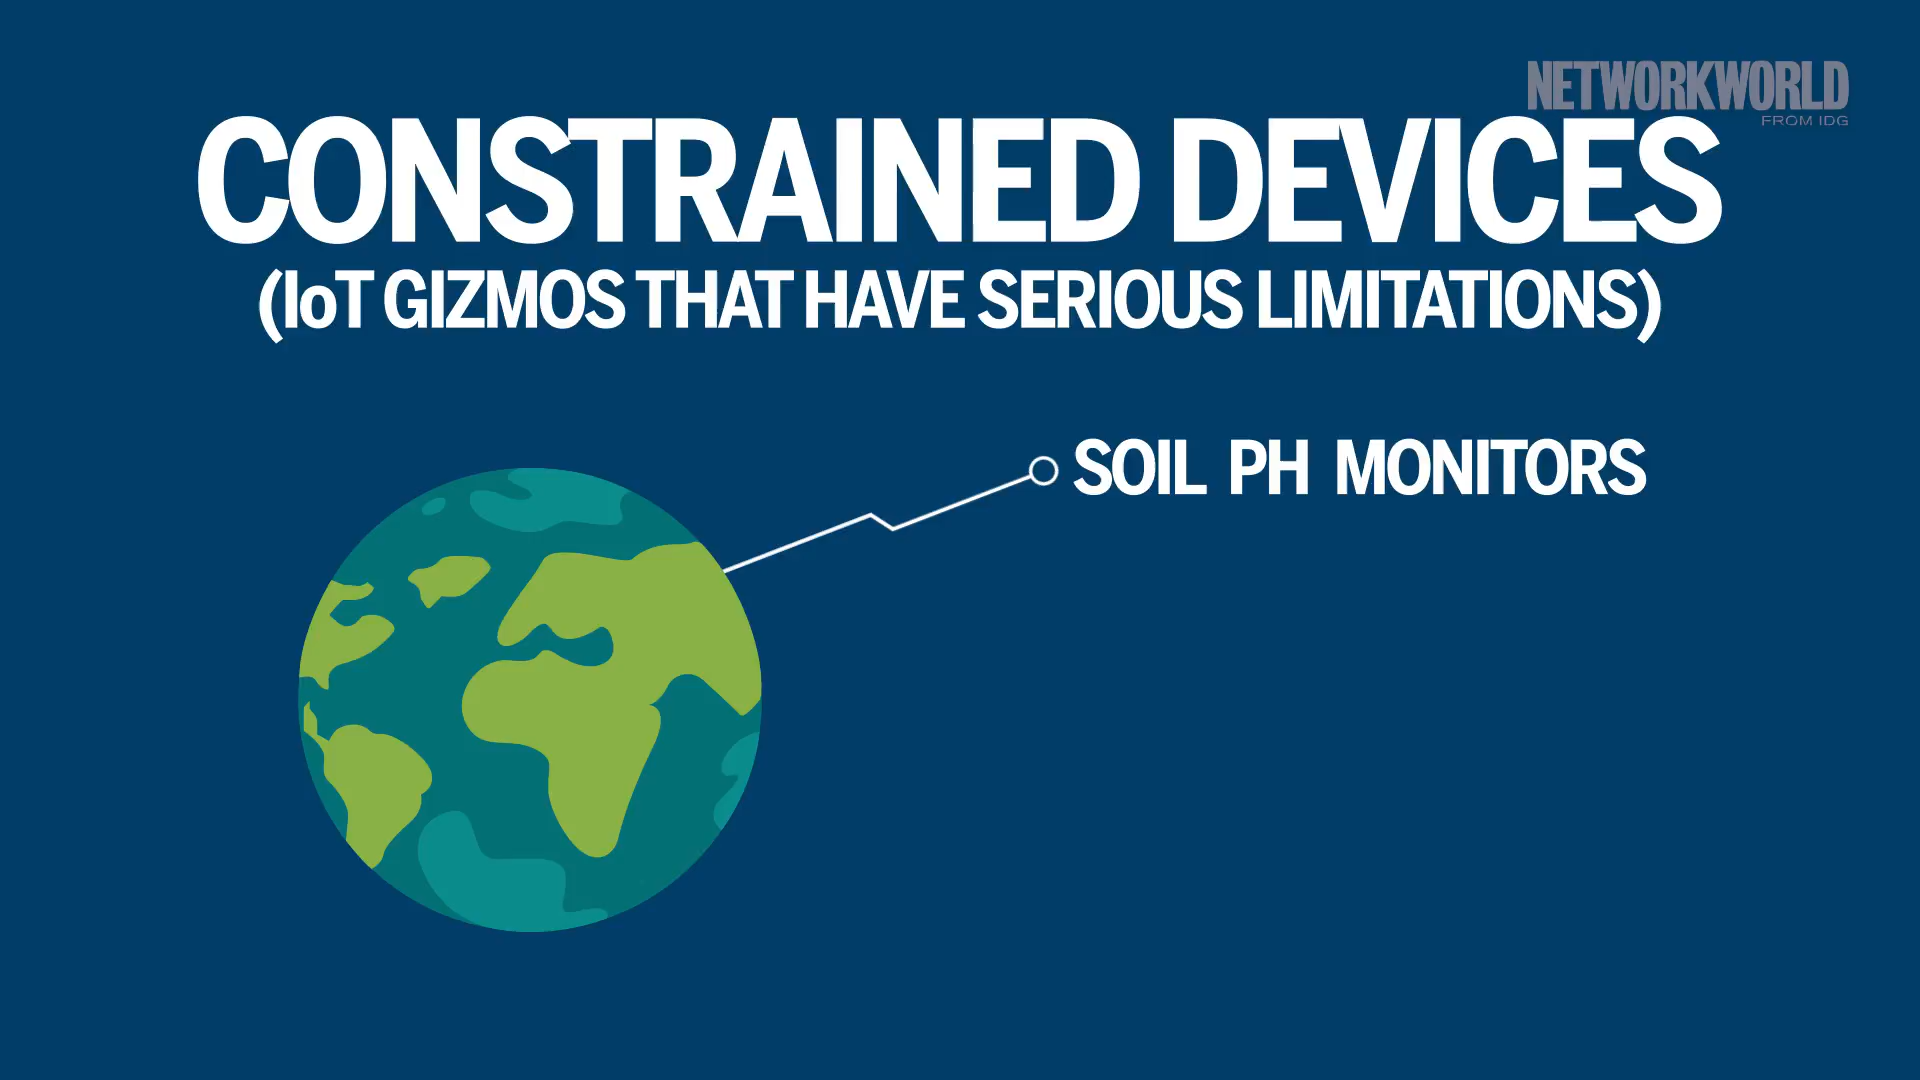 NETWORKWORLD
FROM IDG
CONSTRAINED DEVICES
(IoT GIZMOS THAT HAVE SERIOUS LIMITATIONS)
SOIL PH MONITORS